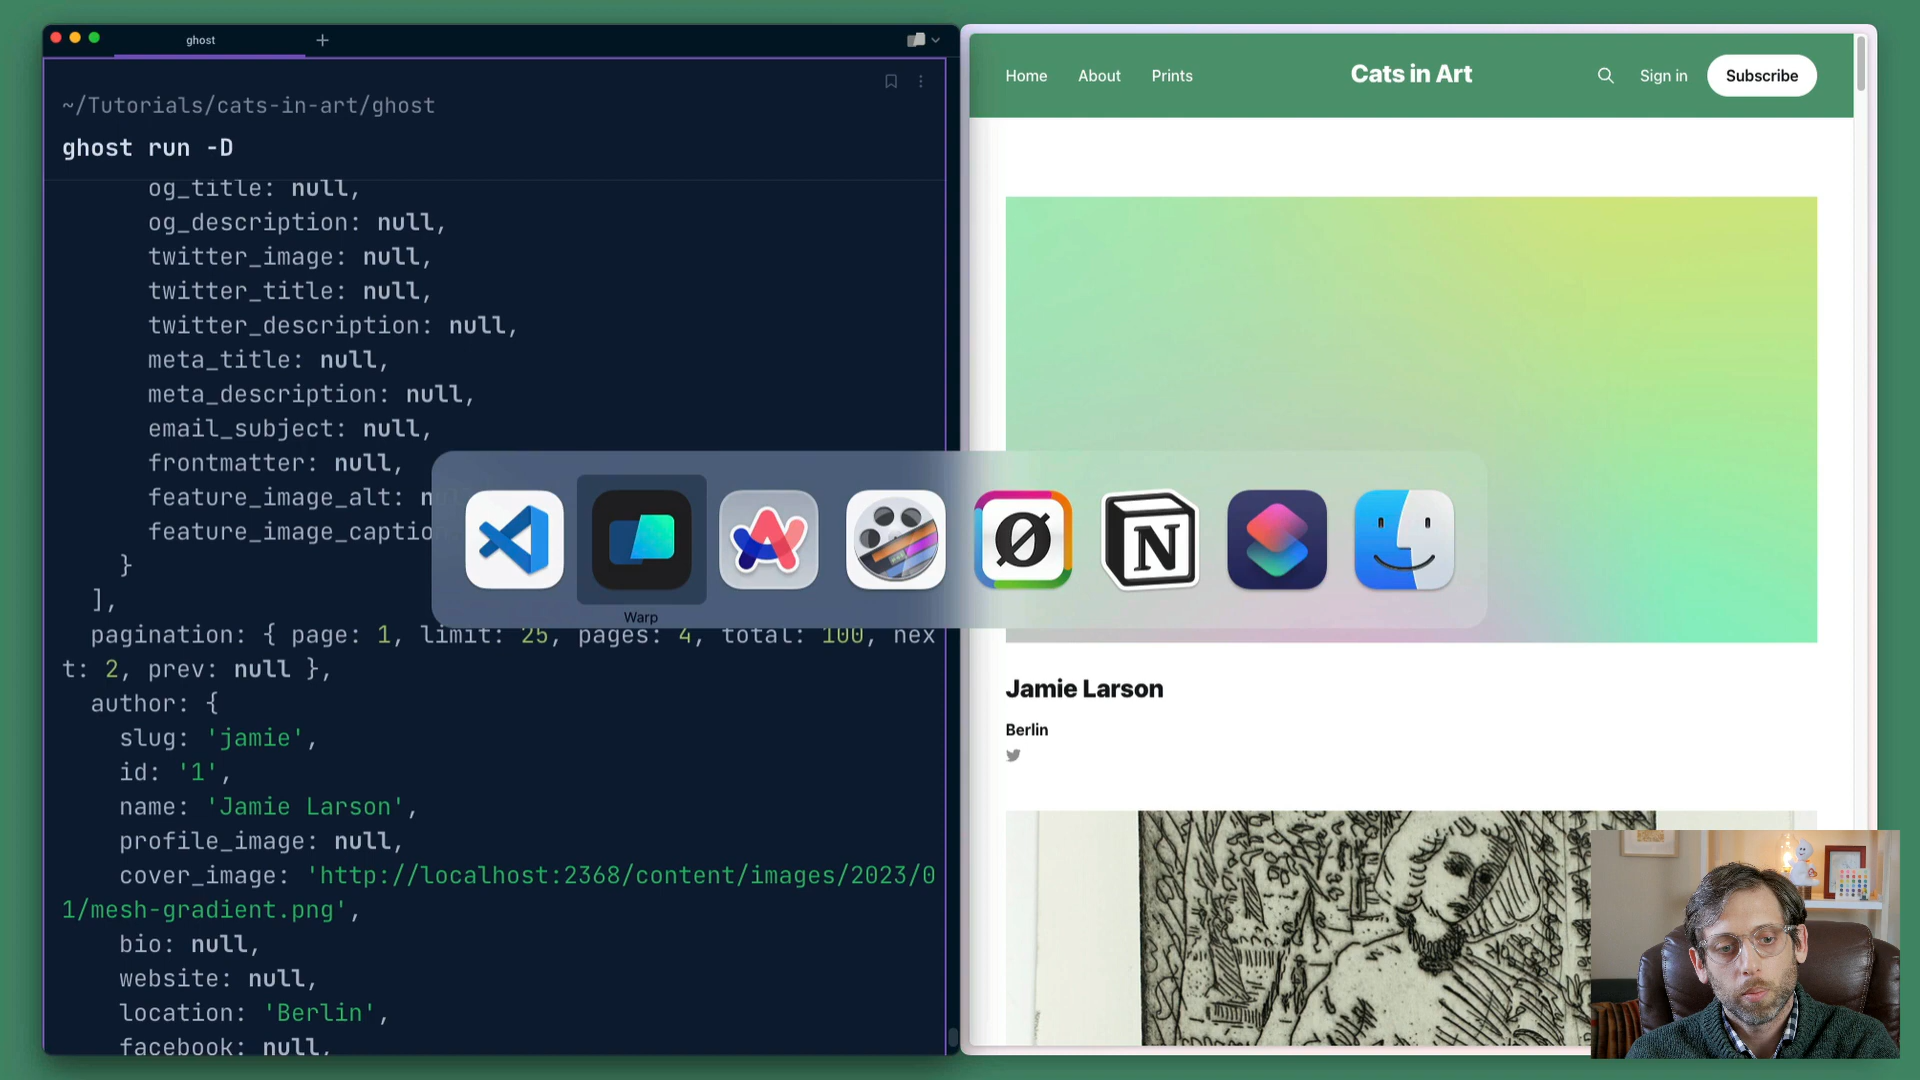 ghost
~/Tutorials/cats-in-art/ghost
ghost run -D
og_title: null,
og_description: null,
twitter_image: null,
twitter_title: null,
twitter_description: null,
meta_title: null,
meta_description: null,
email_subject: null,
frontmatter: null,
feature_image_alt:
feature_image_caption
}
],
pagination: { page: 1, limit: 25, pages: 4, total: 100, nex
t: 2, prev: null },
author: {
slug: 'jamie',
id: '1',
name: 'Jamie Larson',
profile_image: null,
cover_image: 'http://localhost:2368/content/images/2023/0
1/mesh-gradient.png',
bio: null,
website: null,
location: 'Berlin',
facebook: null,
Warp
Home About Prints
Cats in Art
Sign in
Subscribe
Jamie Larson
Berlin